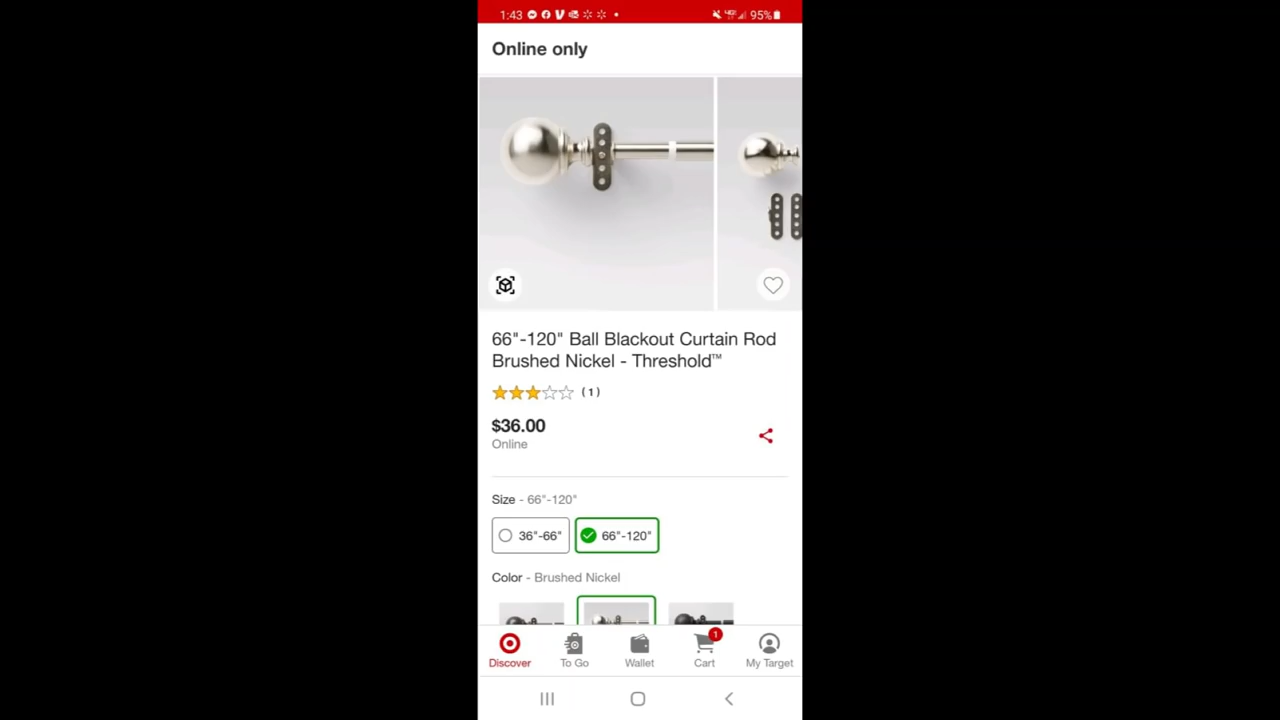 1:43
95%
Online only
66"-120" Ball Blackout Curtain Rod
Brushed Nickel - Threshold™
(1)
$36.00
Online
Size - 66"-120"
36"-66"
66"-120"
Color - Brushed Nickel
1
Discover
To Go
Wallet
Cart
My Target